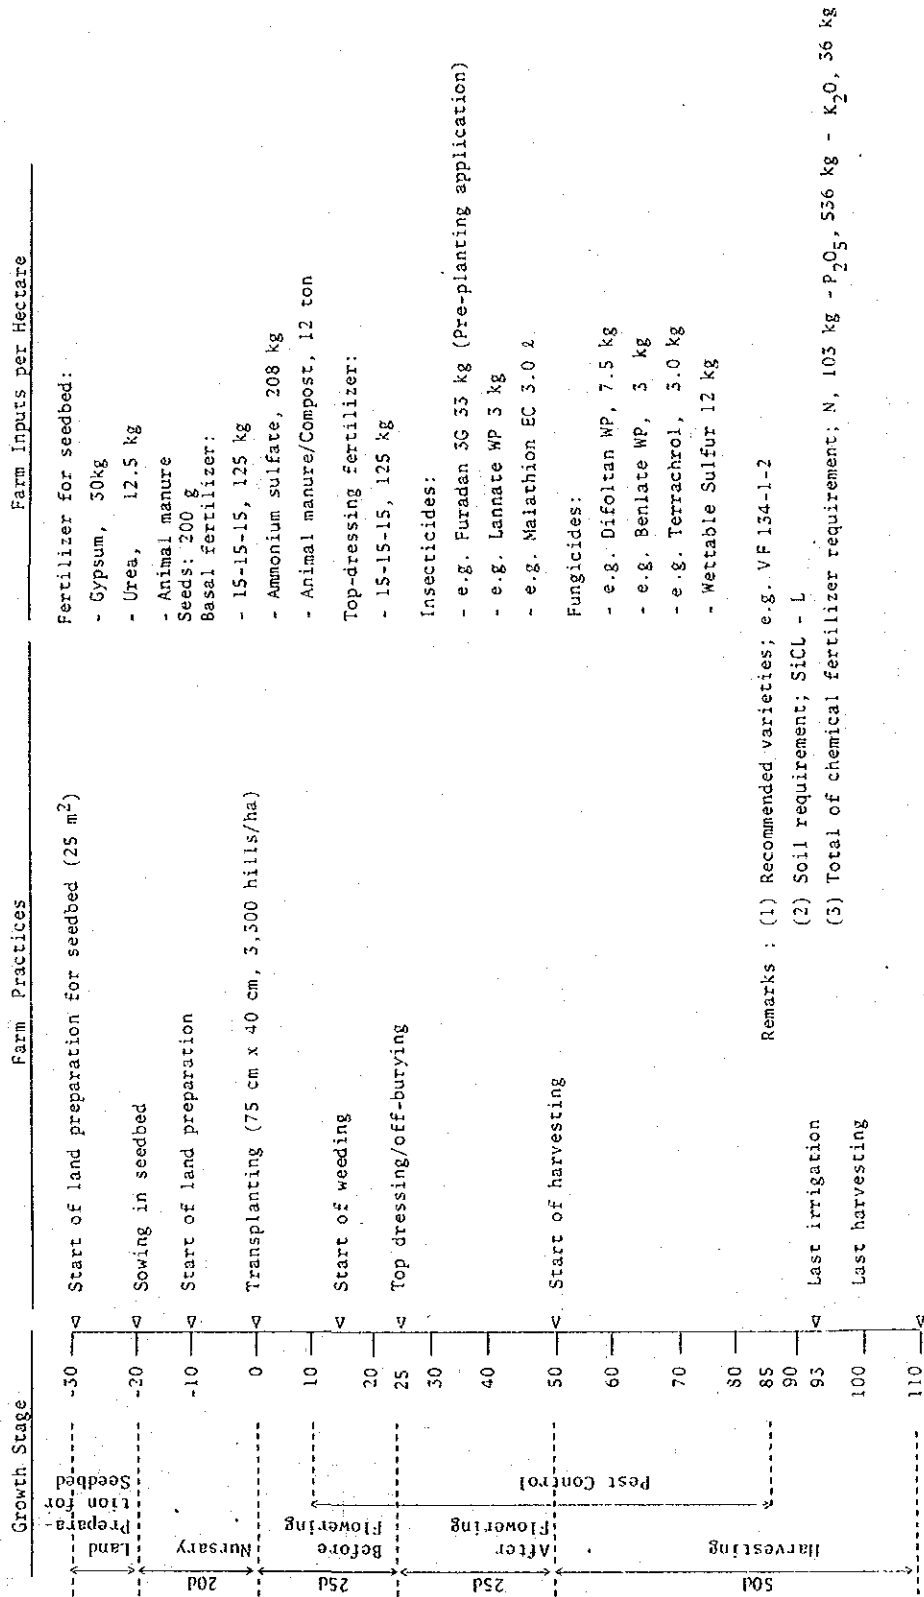 Growth Stage
Farm Practices
Farm Inputs per Hectare
Land
Prepara-
tion for
Seedbed
Nursary
20d
Before
Flowering
25d
After
Flowering
25d
Harvesting
50d
Pest Control
-30
-20
-10
0
10
20
25
30
40
50
60
70
80
85
90
93
100
110
Start of land preparation for seedbed (25 m²)
Sowing in seedbed
Start of land preparation
Transplanting (75 cm x 40 cm, 3,300 hills/ha)
Start of weeding
Top dressing/off-burying
Start of harvesting
Last irrigation
Last harvesting
Fertilizer for seedbed:
- Gypsum, 30kg
- Urea, 12.5 kg
- Animal manure
Seeds: 200 g
Basal fertilizer:
- 15-15-15, 125 kg
- Ammonium sulfate, 208 kg
- Animal manure/Compost, 12 ton
Top-dressing fertilizer:
- 15-15-15, 125 kg
Insecticides:
- e.g. Furadan 3G 33 kg (Pre-planting application)
- e.g. Lannate WP 3 kg
- e.g. Malathion EC 3.0 ℓ
Fungicides:
- e.g. Difoltan WP, 7.5 kg
- e.g. Benlate WP, 3 kg
- e.g. Terrachrol, 3.0 kg
- Wettable Sulfur 12 kg
Remarks : (1) Recommended varieties; e.g. VF 134-1-2
(2) Soil requirement; SiCL - L
(3) Total of chemical fertilizer requirement; N, 103 kg - P₂O₅, 536 kg - K₂O, 36 kg